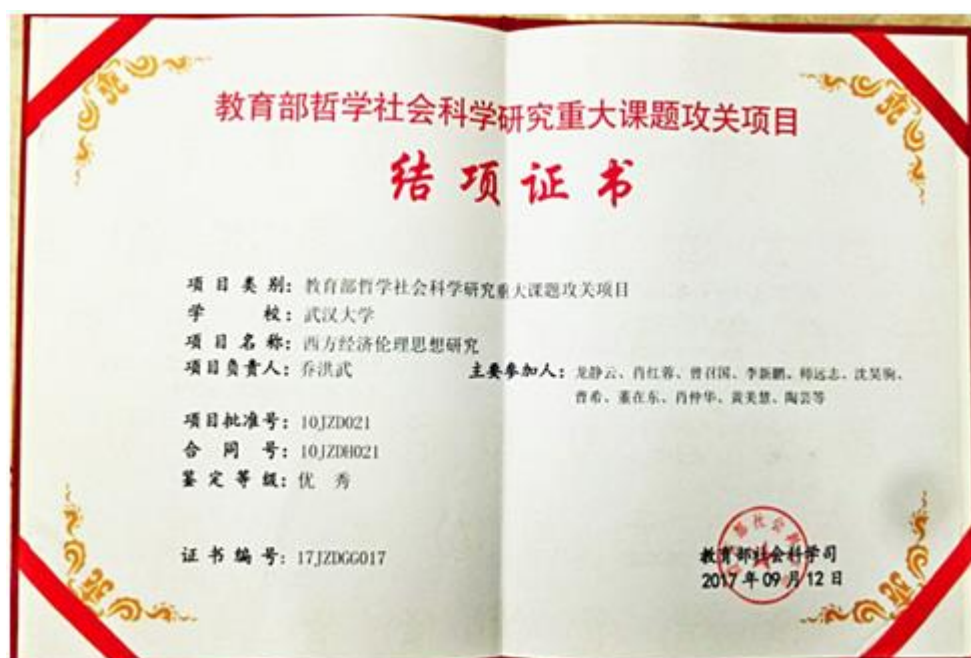 教育部哲学社会科学研究重大课题攻关项目
结项证书
项目类别：教育部哲学社会科学研究重大课题攻关项目
学校：武汉大学
项目名称：西方经济伦理思想研究
项目负责人：乔洪武
主要参加人：龙静云、肖红蓉、曾召国、李新鹏、师远志、沈昊驹、
曹希、董在东、肖仲华、黄美慧、陶芸等
项目批准号：10JZD021
合同号：10JZDH021
鉴定等级：优秀
证书编号：17JZDGG017
教育部社会科学司
2017年09月12日